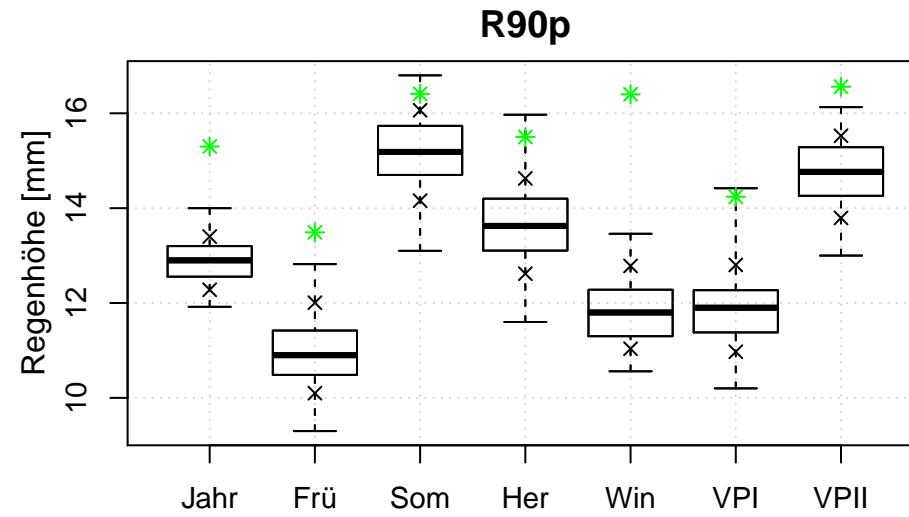 R90p
Regenhöhe [mm]
16
14
12
10
Jahr Frü Som Her Win VPI VPII